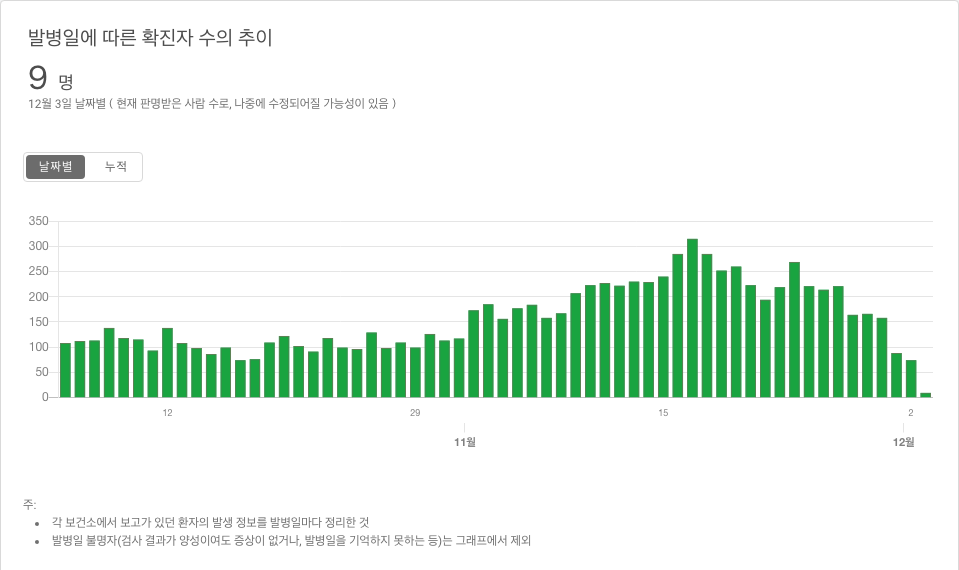 발병일에 따른 확진자 수의 추이
9 명
12월 3일 날짜별 ( 현재 판명받은 사람 수로, 나중에 수정되어질 가능성이 있음 )
날짜별 누적
350
300
250
200
150
100
50
0
12 29 15 2
11월 12월
주:
• 각 보건소에서 보고가 있던 환자의 발생 정보를 발병일마다 정리한 것
• 발병일 불명자(검사 결과가 양성이여도 증상이 없거나, 발병일을 기억하지 못하는 등)는 그래프에서 제외